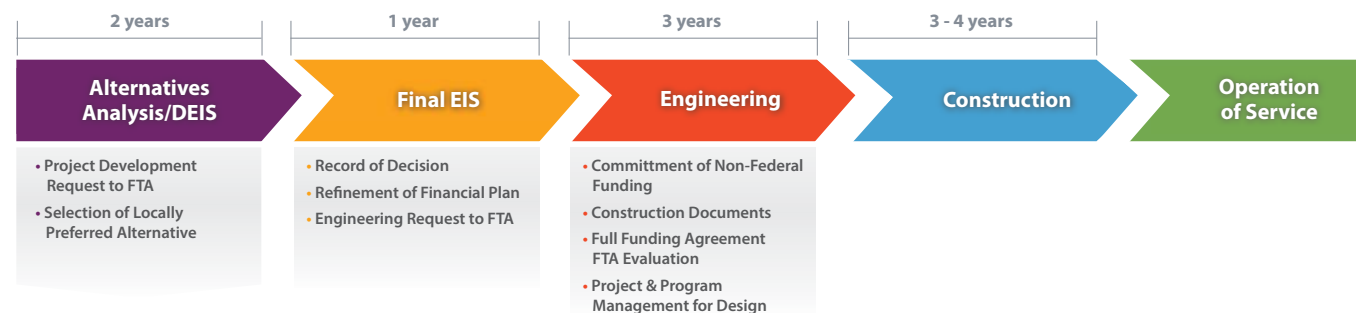 2 years
1 year
3 years
3 - 4 years
Alternatives
Analysis/DEIS
Final EIS
Engineering
Construction
Operation
of Service
• Project Development
Request to FTA
• Selection of Locally
Preferred Alternative
• Record of Decision
• Refinement of Financial Plan
• Engineering Request to FTA
• Committment of Non-Federal
Funding
• Construction Documents
• Full Funding Agreement
FTA Evaluation
• Project & Program
Management for Design